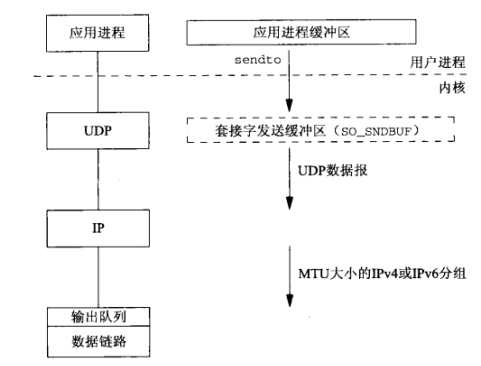 应用进程
应用进程缓冲区
sendto
用户进程
内核
UDP
套接字发送缓冲区（SO_SNDBUF）
UDP数据报
IP
MTU大小的IPv4或IPv6分组
输出队列
数据链路